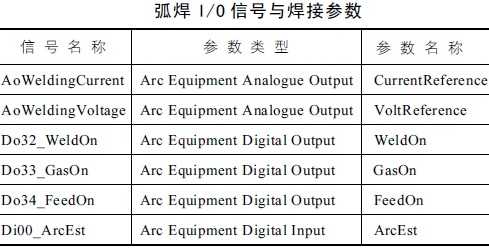 弧焊 I/O 信号与焊接参数
信号名称 参数类型 参数名称
AoWeldingCurrent Arc Equipment Analogue Output CurrentReference
AoWeldingVoltage Arc Equipment Analogue Output VoltReference
Do32_WeldOn Arc Equipment Digital Output WeldOn
Do33_GasOn Arc Equipment Digital Output GasOn
Do34_FeedOn Arc Equipment Digital Output FeedOn
Di00_ArcEst Arc Equipment Digital Input ArcEst